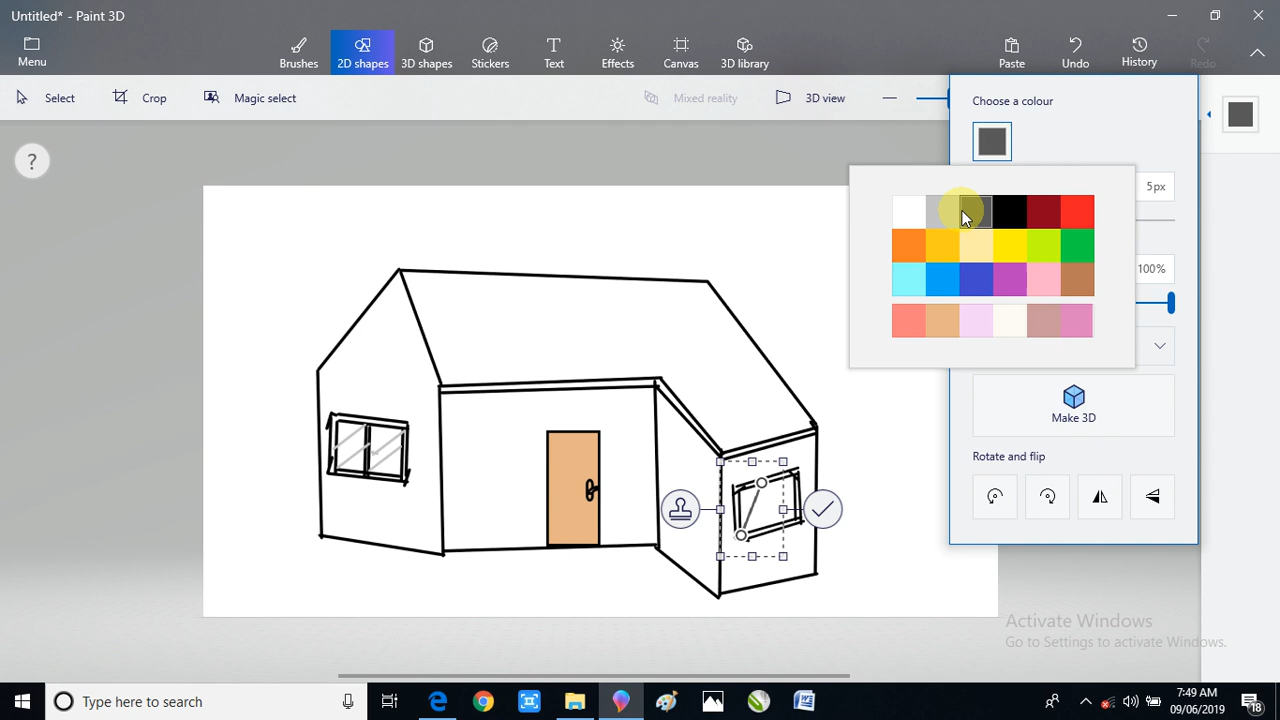 Untitled* - Paint 3D
Menu
Brushes
2D shapes
3D shapes
Stickers
Text
Effects
Canvas
3D library
Paste
Undo
History
Redo
Select
Crop
Magic select
Mixed reality
3D view
Choose a colour
5px
100%
Make 3D
Rotate and flip
?
Activate Windows
Go to Settings to activate Windows.
Type here to search
7:49 AM
09/06/2019
18